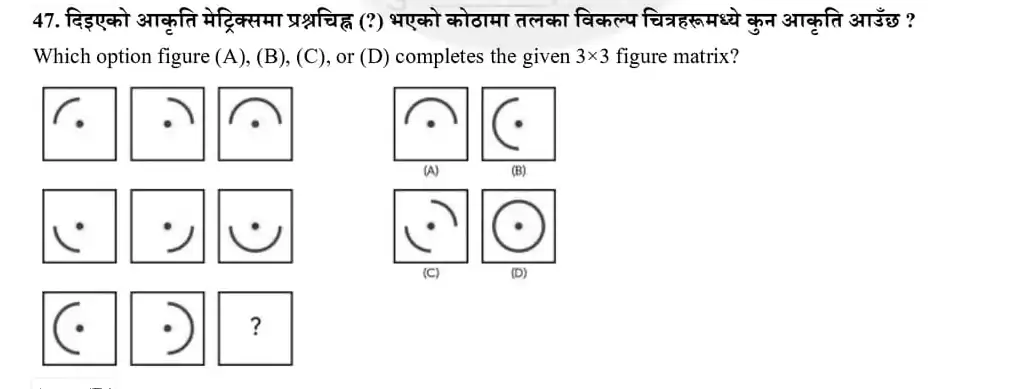 47. दिइएको आकृति मेट्रिक्समा प्रश्नचिह्न (?) भएको कोठामा तलका विकल्प चित्रहरूमध्ये कुन आकृति आउँछ ?
Which option figure (A), (B), (C), or (D) completes the given 3×3 figure matrix?
(A) (B)
(C) (D)
?